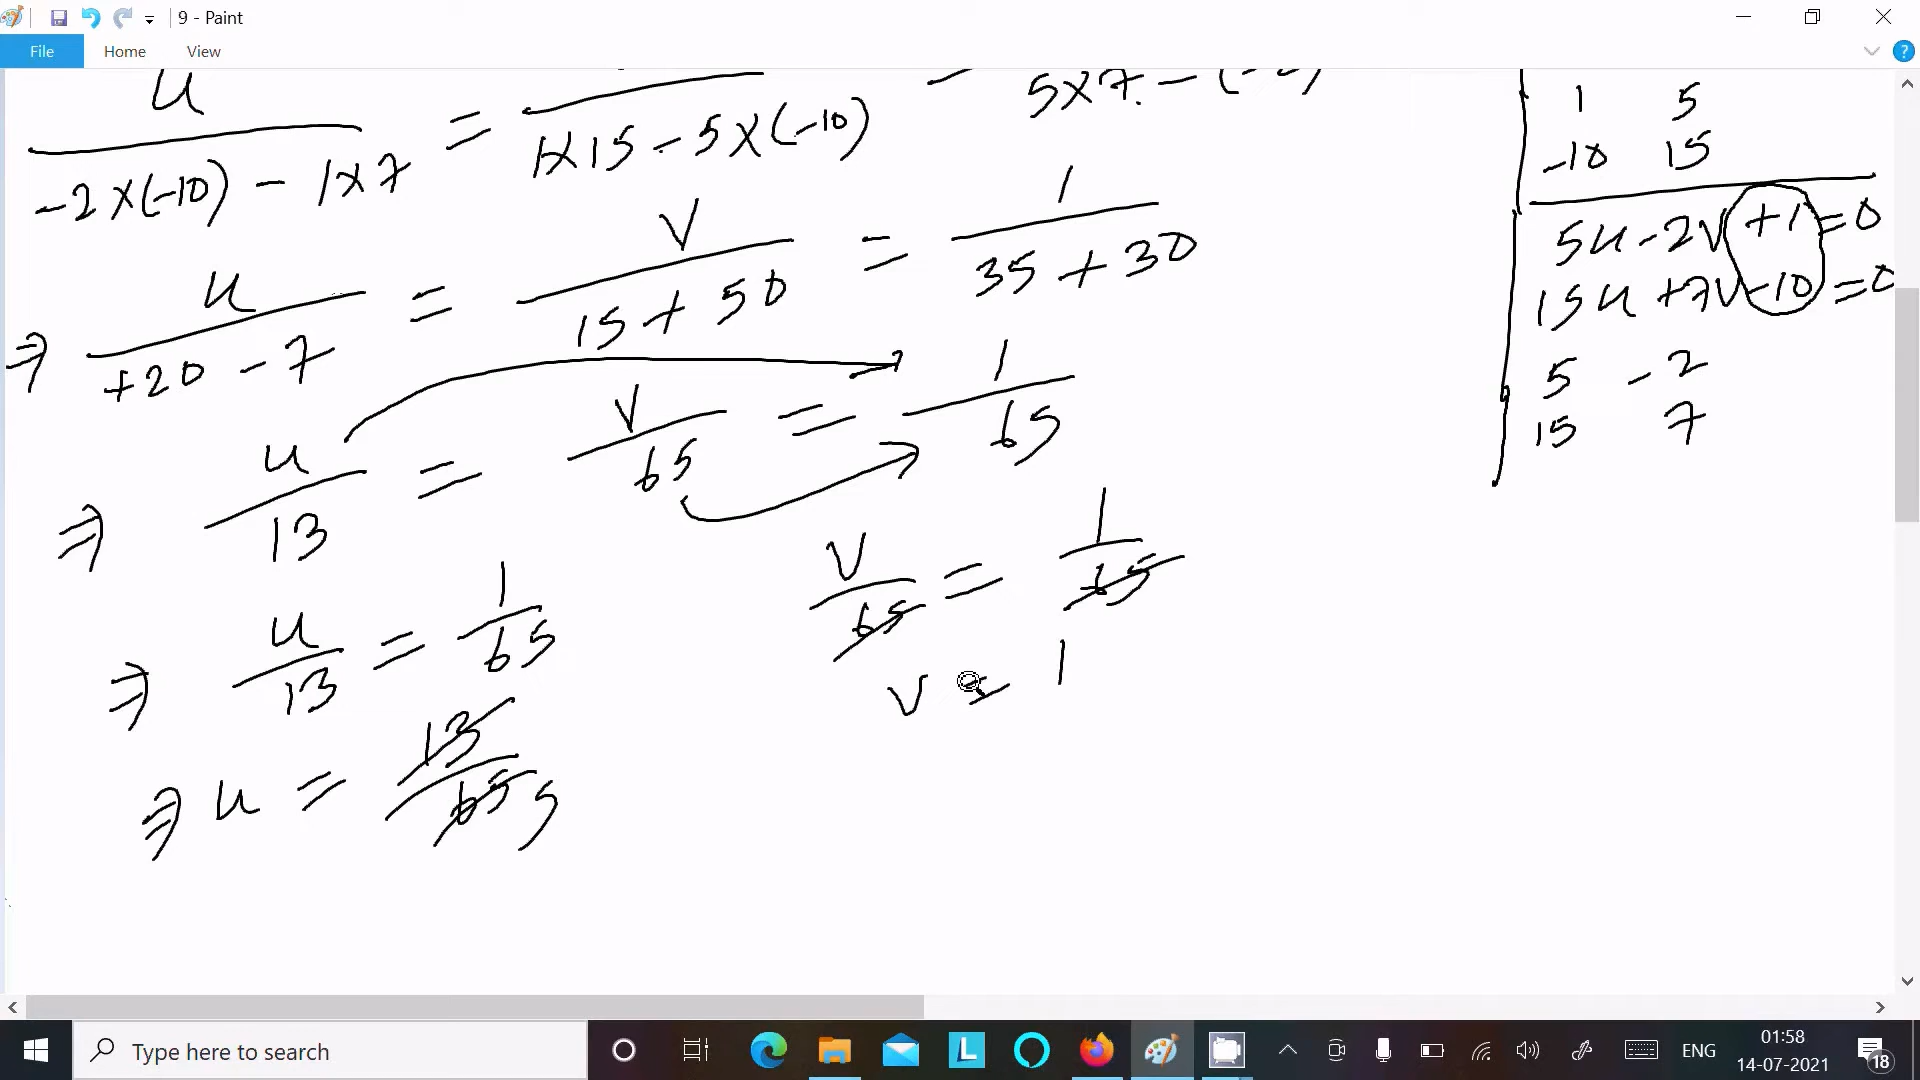 9 - Paint
File Home View
u/(-2×(-10) - 1×7) = /(1×15 - 5×(-10)) = /(5×7 - (
⇒ u/(+20 - 7) = v/(15 + 50) = 1/(35 + 30)
⇒ u/13 = v/65 = 1/65
⇒ u/13 = 1/65
⇒ u = 13/65 5
v/65 = 1/65
v = 1
1 5
-10 15
5u - 2v + 1 = 0
15u + 7v - 10 = 0
5 - 2
15 7
Type here to search
L
ENG
01:58
14-07-2021
18